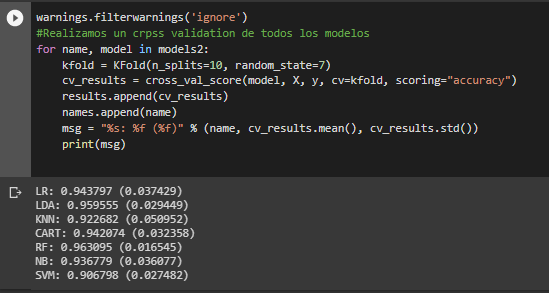 warnings.filterwarnings('ignore')
#Realizamos un crpss validation de todos los modelos
for name, model in models2:
    kfold = KFold(n_splits=10, random_state=7)
    cv_results = cross_val_score(model, X, y, cv=kfold, scoring="accuracy")
    results.append(cv_results)
    names.append(name)
    msg = "%s: %f (%f)" % (name, cv_results.mean(), cv_results.std())
    print(msg)
LR: 0.943797 (0.037429)
LDA: 0.959555 (0.029449)
KNN: 0.922682 (0.050952)
CART: 0.942074 (0.032358)
RF: 0.963095 (0.016545)
NB: 0.936779 (0.036077)
SVM: 0.906798 (0.027482)